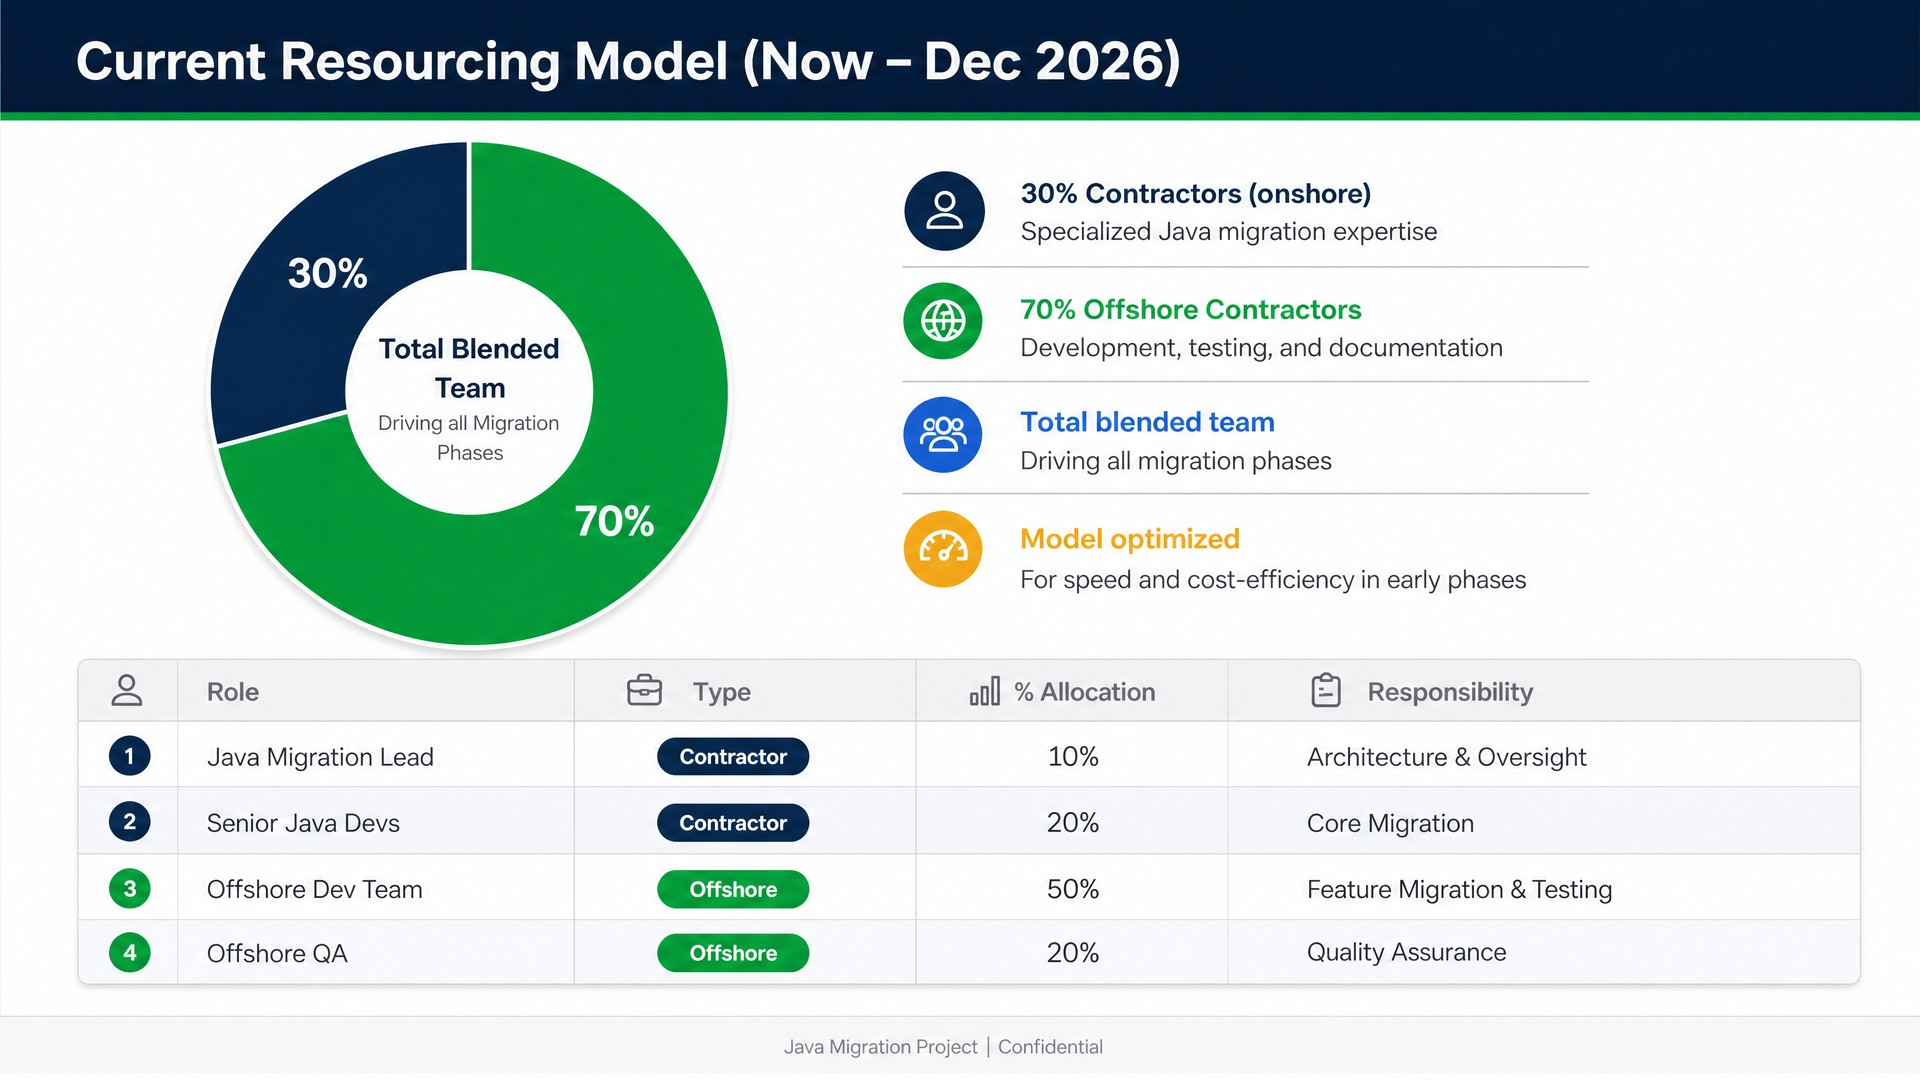 Current Resourcing Model (Now – Dec 2026)
30%
Total Blended
Team
Driving all Migration
Phases
70%
30% Contractors (onshore)
Specialized Java migration expertise
70% Offshore Contractors
Development, testing, and documentation
Total blended team
Driving all migration phases
Model optimized
For speed and cost-efficiency in early phases
Role Type % Allocation Responsibility
1 Java Migration Lead Contractor 10% Architecture & Oversight
2 Senior Java Devs Contractor 20% Core Migration
3 Offshore Dev Team Offshore 50% Feature Migration & Testing
4 Offshore QA Offshore 20% Quality Assurance
Java Migration Project | Confidential